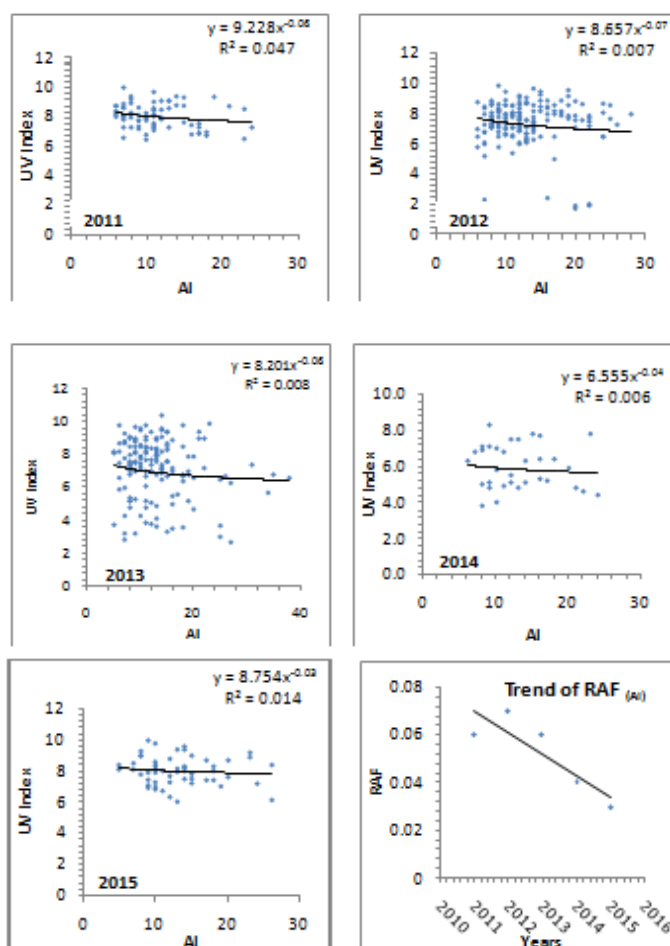 y = 9.228x^-0.06
R² = 0.047
12
10
8
6
4
2
0
UV Index
2011
0 10 20 30
AI
y = 8.657x^-0.07
R² = 0.007
12
10
8
6
4
2
0
UV Index
2012
0 10 20 30
AI
y = 8.201x^-0.06
R² = 0.008
12
10
8
6
4
2
0
UV Index
2013
0 20 40
AI
y = 6.555x^-0.04
R² = 0.006
10.0
8.0
6.0
4.0
2.0
0.0
UV Index
2014
0 10 20 30
AI
y = 8.754x^-0.03
R² = 0.014
12
10
8
6
4
2
0
UV Index
2015
0 10 20 30
AI
Trend of RAF (AI)
0.08
0.06
0.04
0.02
0
RAF
2010 2011 2012 2013 2014 2015 2016
Years